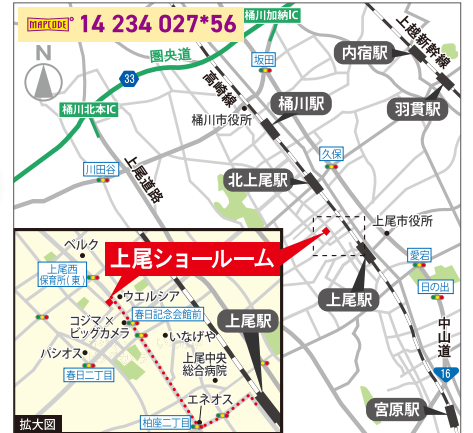 MAPCODE® 14 234 027*56
桶川加納IC
上越新幹線
内宿駅
N
圏央道
坂田
33
高崎線
羽貫駅
桶川北本IC
桶川駅
桶川市役所
久保
川田谷
上尾道路
北上尾駅
上尾市役所
ベルク
上尾ショールーム
愛宕
上尾西
保育所(東)
ウエルシア
上尾駅
日の出
春日記念会館前
コジマ×
ビッグカメラ
上尾駅
いなげや
中山道
パシオス
上尾中央
総合病院
春日二丁目
16
エネオス
宮原駅
柏座二丁目
拡大図